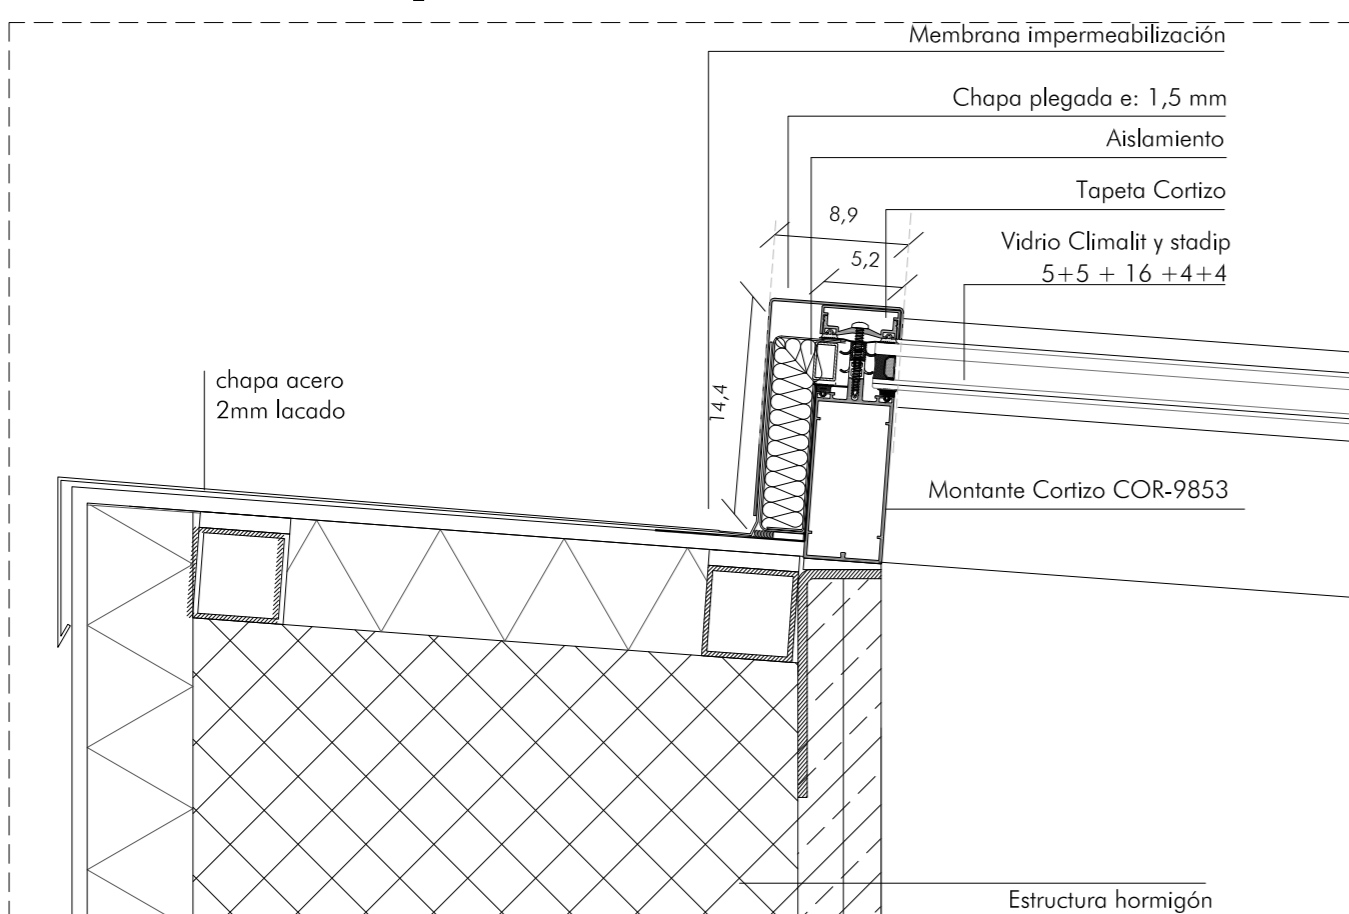 Membrana impermeabilización
Chapa plegada e: 1,5 mm
Aislamiento
Tapeta Cortizo
8,9
Vidrio Climalit y stadip
5,2
5+5 + 16 +4+4
chapa acero
2mm lacado
14,4
Montante Cortizo COR-9853
Estructura hormigón